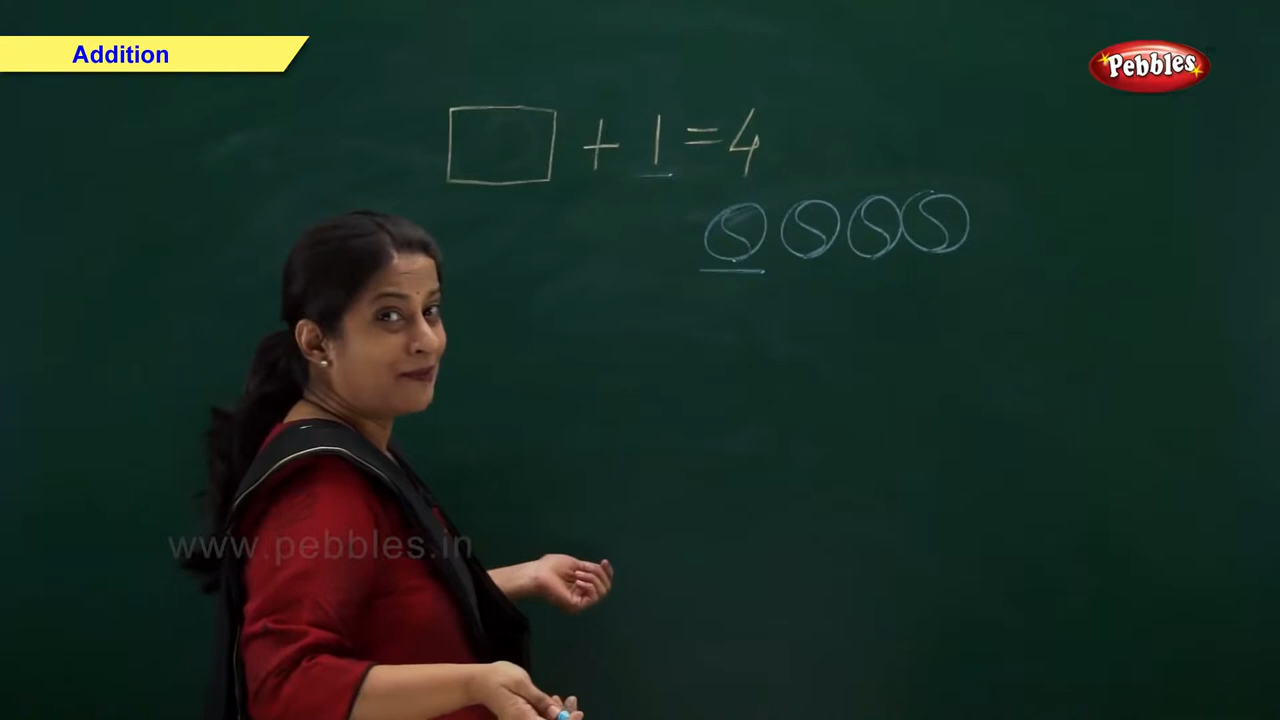 Addition
Pebbles
□ + 1 = 4
www.pebbles.in